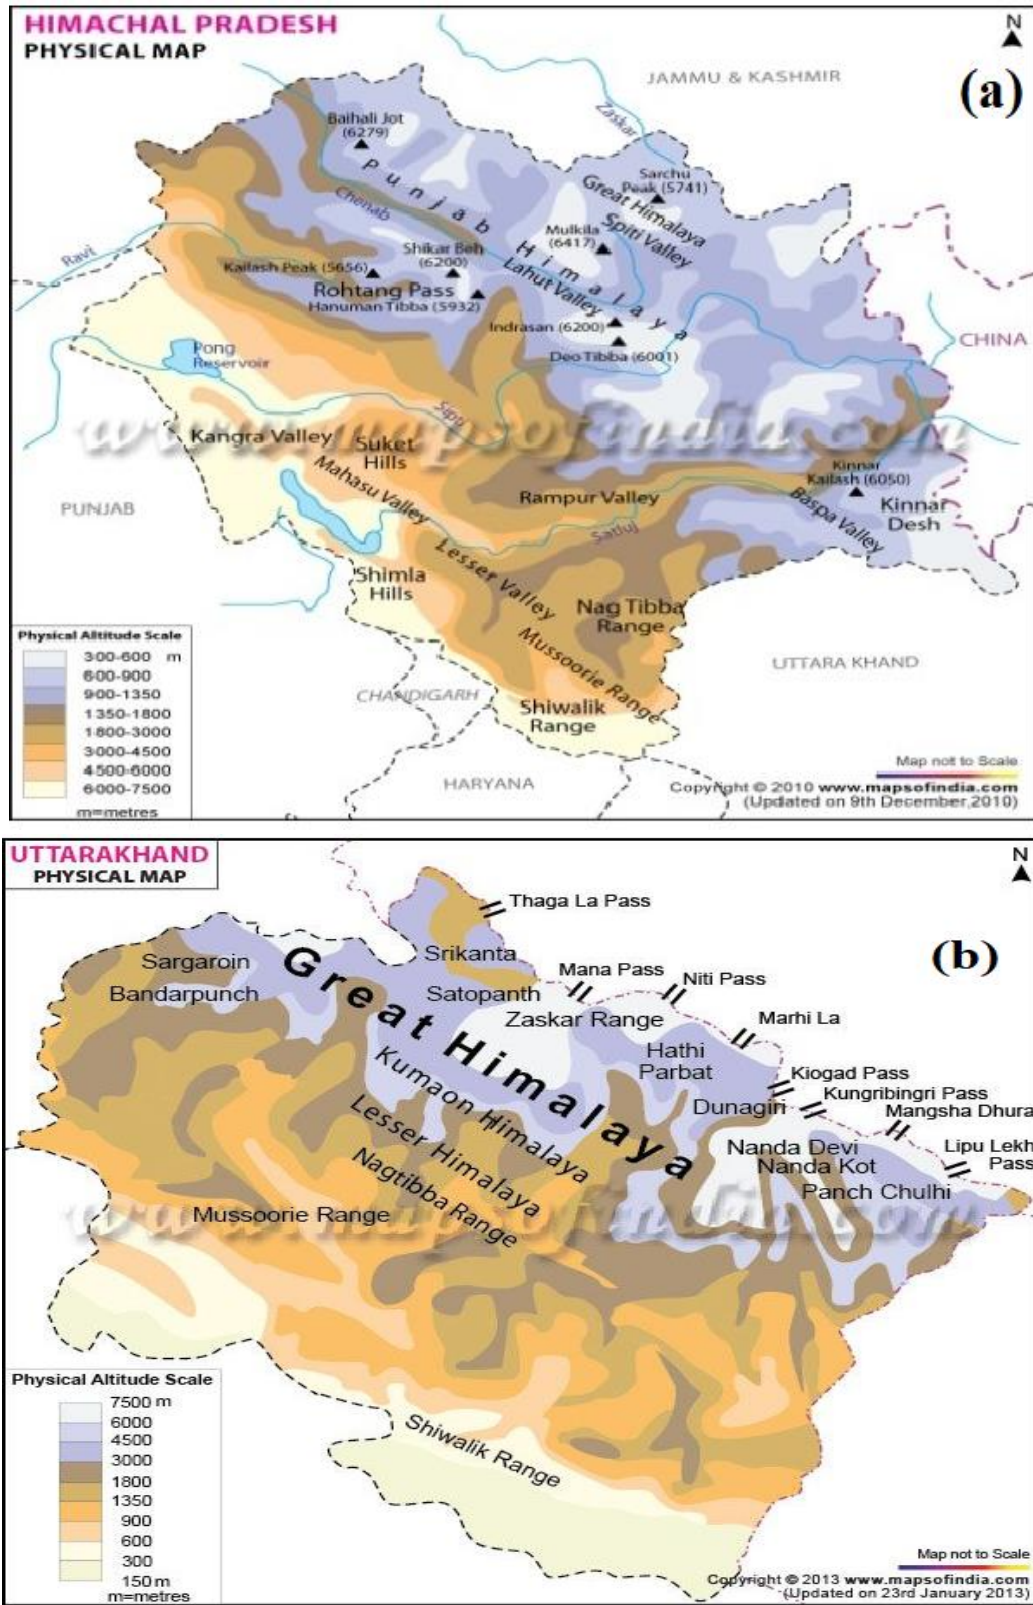 HIMACHAL PRADESH
PHYSICAL MAP
N
(a)
JAMMU & KASHMIR
Zaskar
Baihali Jot
(6279)
Punjab Himalaya
Sarchu
Peak (5741)
Great Himalaya
Chenab
Mulkila
(6417)
Spiti Valley
Ravi
Shikar Beh
(6200)
Lahut Valley
Kailash Peak (5656)
Rohtang Pass
Hanuman Tibba (5932)
Indrasan (6200)
Deo Tibba (6001)
CHINA
Pong
Reservoir
Sipti
www.mapsofindia.com
Kangra Valley
Suket
Hills
Mahasu Valley
Kinnar
Kailash (6050)
Rampur Valley
Baspa Valley
Kinnar
Desh
PUNJAB
Satluj
Lesser Valley
Shimla
Hills
Nag Tibba
Range
Mussoorie Range
UTTARA KHAND
CHANDIGARH
Shiwalik
Range
HARYANA
Physical Altitude Scale
300-600 m
600-900
900-1350
1350-1800
1800-3000
3000-4500
4500-6000
6000-7500
m=metres
Map not to Scale
Copyright © 2010 www.mapsofindia.com
(Updated on 9th December,2010)
UTTARAKHAND
PHYSICAL MAP
N
(b)
Thaga La Pass
Srikanta
Sargaroin
Bandarpunch
Great Himalaya
Satopanth
Mana Pass
Niti Pass
Zaskar Range
Marhi La
Hathi
Parbat
Kumaon Himalaya
Kiogad Pass
Kungribingri Pass
Dunagiri
Mangsha Dhura
Lesser Himalaya
Nanda Devi
Nanda Kot
Lipu Lekh
Pass
Nagtibba Range
Panch Chulhi
Mussoorie Range
www.mapsofindia.com
Shiwalik Range
Physical Altitude Scale
7500 m
6000
4500
3000
1800
1350
900
600
300
150 m
m=metres
Map not to Scale
Copyright © 2013 www.mapsofindia.com
(Updated on 23rd January 2013)